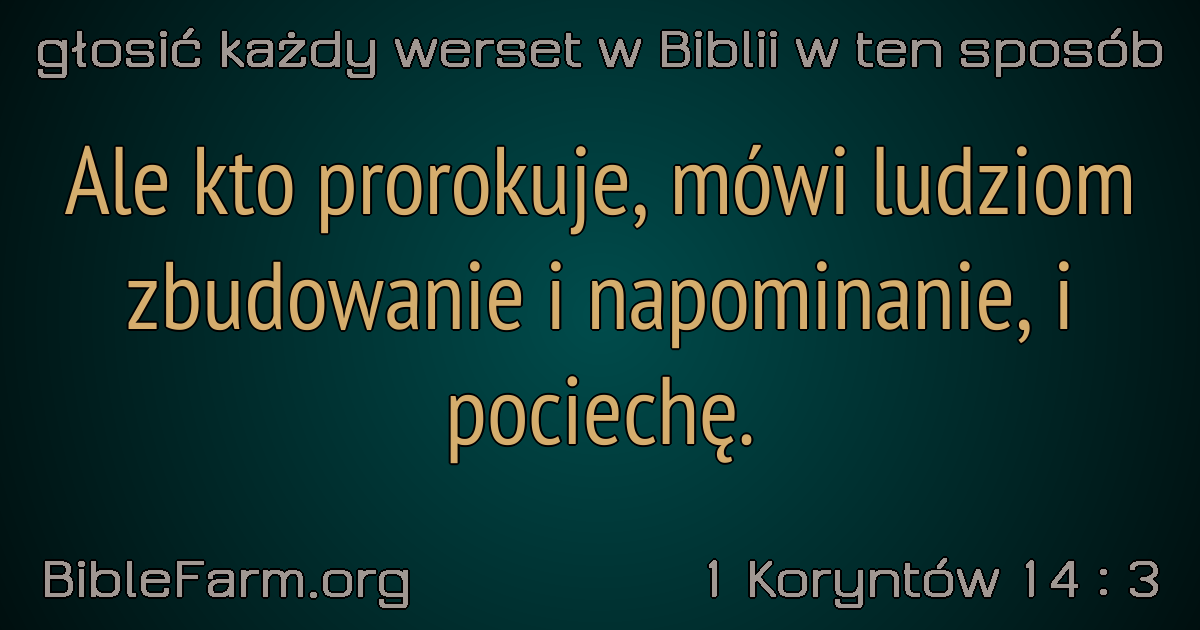 głosić każdy werset w Biblii w ten sposób
Ale kto prorokuje, mówi ludziom
zbudowanie i napominanie, i
pociechę.
BibleFarm.org
1 Koryntów 14 : 3